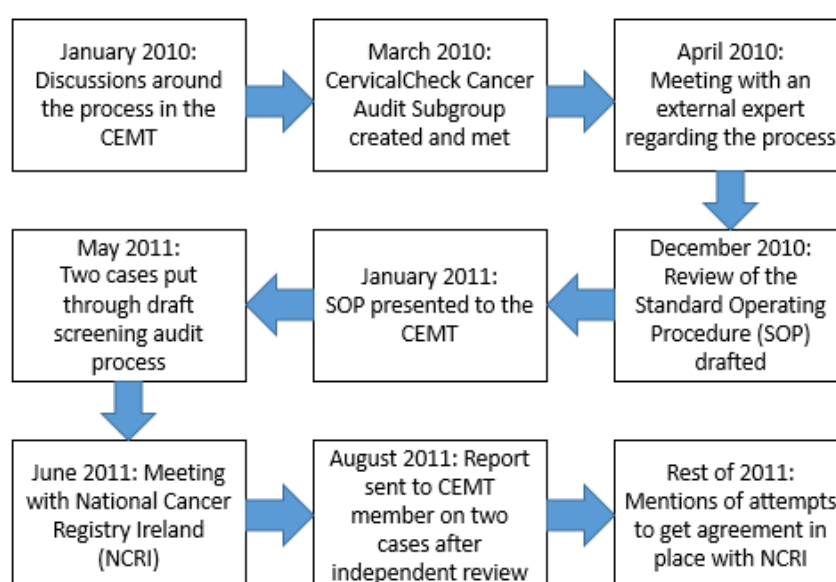 January 2010:
Discussions around
the process in the
CEMT
March 2010:
CervicalCheck Cancer
Audit Subgroup
created and met
April 2010:
Meeting with an
external expert
regarding the process
December 2010:
Review of the
Standard Operating
Procedure (SOP)
drafted
January 2011:
SOP presented to the
CEMT
May 2011:
Two cases put
through draft
screening audit
process
June 2011: Meeting
with National Cancer
Registry Ireland
(NCRI)
August 2011: Report
sent to CEMT
member on two
cases after
independent review
Rest of 2011:
Mentions of attempts
to get agreement in
place with NCRI